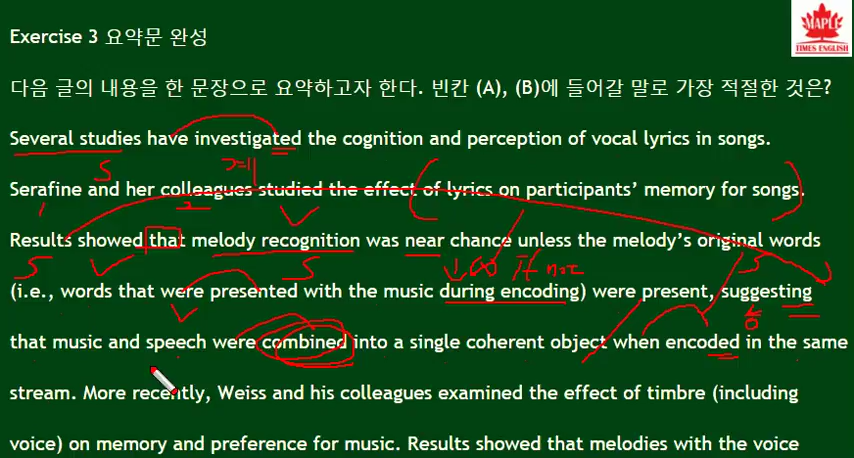 MAPLE
TIMES ENGLISH
Exercise 3 요약문 완성
다음 글의 내용을 한 문장으로 요약하고자 한다. 빈칸 (A), (B)에 들어갈 말로 가장 적절한 것은?
Several studies have investigated the cognition and perception of vocal lyrics in songs.
Serafine and her colleagues studied the effect of lyrics on participants’ memory for songs.
Results showed that melody recognition was near chance unless the melody’s original words
(i.e., words that were presented with the music during encoding) were present, suggesting
that music and speech were combined into a single coherent object when encoded in the same
stream. More recently, Weiss and his colleagues examined the effect of timbre (including
voice) on memory and preference for music. Results showed that melodies with the voice